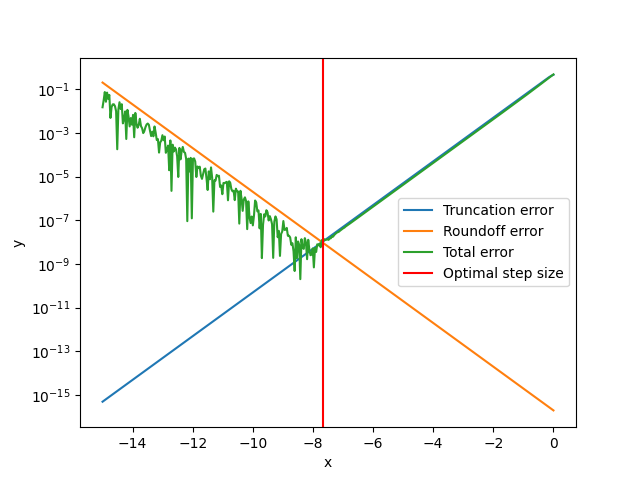 y
10⁻¹
10⁻³
10⁻⁵
10⁻⁷
10⁻⁹
10⁻¹¹
10⁻¹³
10⁻¹⁵
Truncation error
Roundoff error
Total error
Optimal step size
−14 −12 −10 −8 −6 −4 −2 0
x